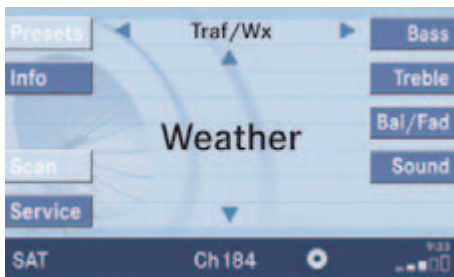 Presets Traf/Wx Bass
Info Treble
Weather Bal/Fad
Scan Sound
Service
SAT Ch 184 9:33